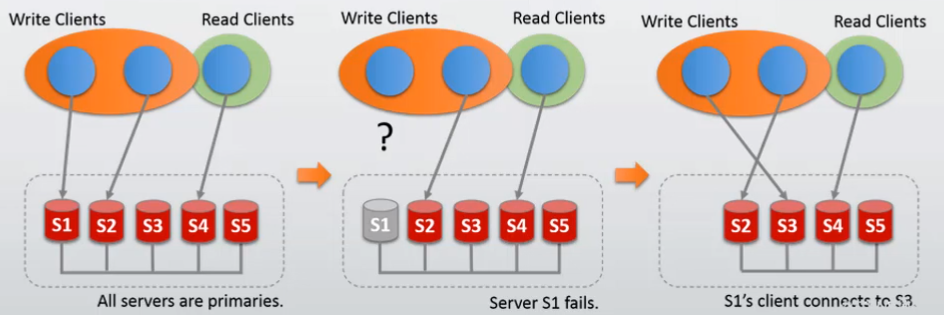 Write Clients Read Clients
S1 S2 S3 S4 S5
All servers are primaries.
Write Clients Read Clients
?
S1 S2 S3 S4 S5
Server S1 fails.
Write Clients Read Clients
S2 S3 S4 S5
S1's client connects to S3.